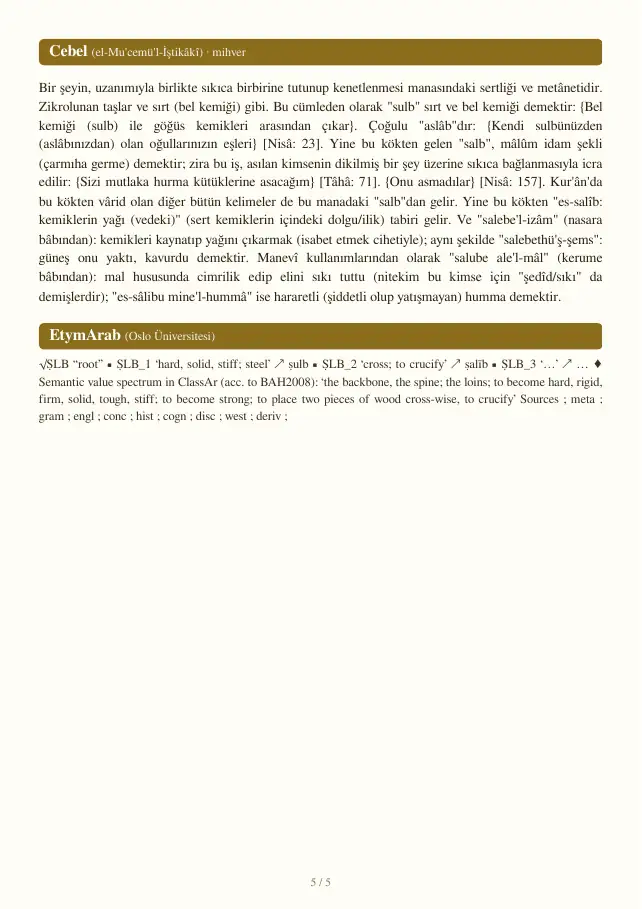 Cebel (el-Mu'cemü'l-İştikâkî) · mihver
Bir şeyin, uzanımıyla birlikte sıkıca birbirine tutunup kenetlenmesi manasındaki sertliği ve metânetidir.
Zikrolunan taşlar ve sırt (bel kemiği) gibi. Bu cümleden olarak "sulb" sırt ve bel kemiği demektir: {Bel
kemiği (sulb) ile göğüs kemikleri arasından çıkar}. Çoğulu "aslâb"dır: {Kendi sulbünüzden
(aslâbınızdan) olan oğullarınızın eşleri} [Nisâ: 23]. Yine bu kökten gelen "salb", mâlûm idam şekli
(çarmıha germe) demektir; zira bu iş, asılan kimsenin dikilmiş bir şey üzerine sıkıca bağlanmasıyla icra
edilir: {Sizi mutlaka hurma kütüklerine asacağım} [Tâhâ: 71]. {Onu asmadılar} [Nisâ: 157]. Kur'ân'da
bu kökten vârid olan diğer bütün kelimeler de bu manadaki "salb"dan gelir. Yine bu kökten "es-salîb:
kemiklerin yağı (vedeki)" (sert kemiklerin içindeki dolgu/ilik) tabiri gelir. Ve "salebe'l-izâm" (nasara
bâbından): kemikleri kaynatıp yağını çıkarmak (isabet etmek cihetiyle); aynı şekilde "salebethü'ş-şems":
güneş onu yaktı, kavurdu demektir. Manevî kullanımlarından olarak "salube ale'l-mâl" (kerume
bâbından): mal hususunda cimrilik edip elini sıkı tuttu (nitekim bu kimse için "şedîd/sıkı" da
demişlerdir); "es-sâlibu mine'l-hummâ" ise hararetli (şiddetli olup yatışmayan) humma demektir.
EtymArab (Oslo Üniversitesi)
√ṢLB “root” ▪ ṢLB_1 ‘hard, solid, stiff; steel’ ↗ ṣulb ▪ ṢLB_2 ‘cross; to crucify’ ↗ ṣalīb ▪ ṢLB_3 ‘…’ ↗ … ♦
Semantic value spectrum in ClassAr (acc. to BAH2008): ‘the backbone, the spine; the loins; to become hard, rigid,
firm, solid, tough, stiff; to become strong; to place two pieces of wood cross-wise, to crucify’ Sources ; meta ;
gram ; engl ; conc ; hist ; cogn ; disc ; west ; deriv ;
5 / 5